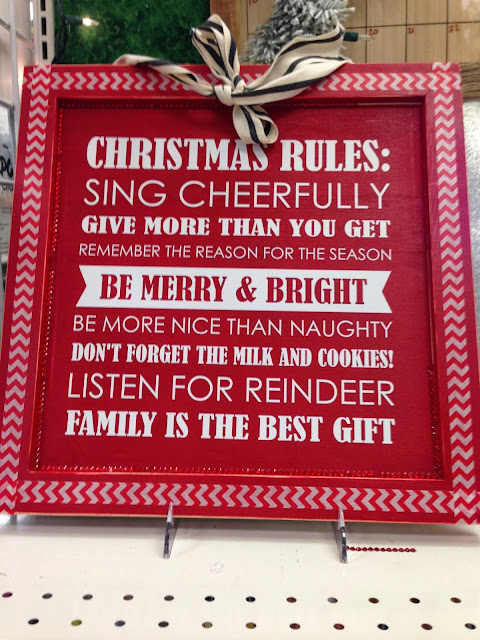 CHRISTMAS RULES:
SING CHEERFULLY
GIVE MORE THAN YOU GET
REMEMBER THE REASON FOR THE SEASON
BE MERRY & BRIGHT
BE MORE NICE THAN NAUGHTY
DON'T FORGET THE MILK AND COOKIES!
LISTEN FOR REINDEER
FAMILY IS THE BEST GIFT